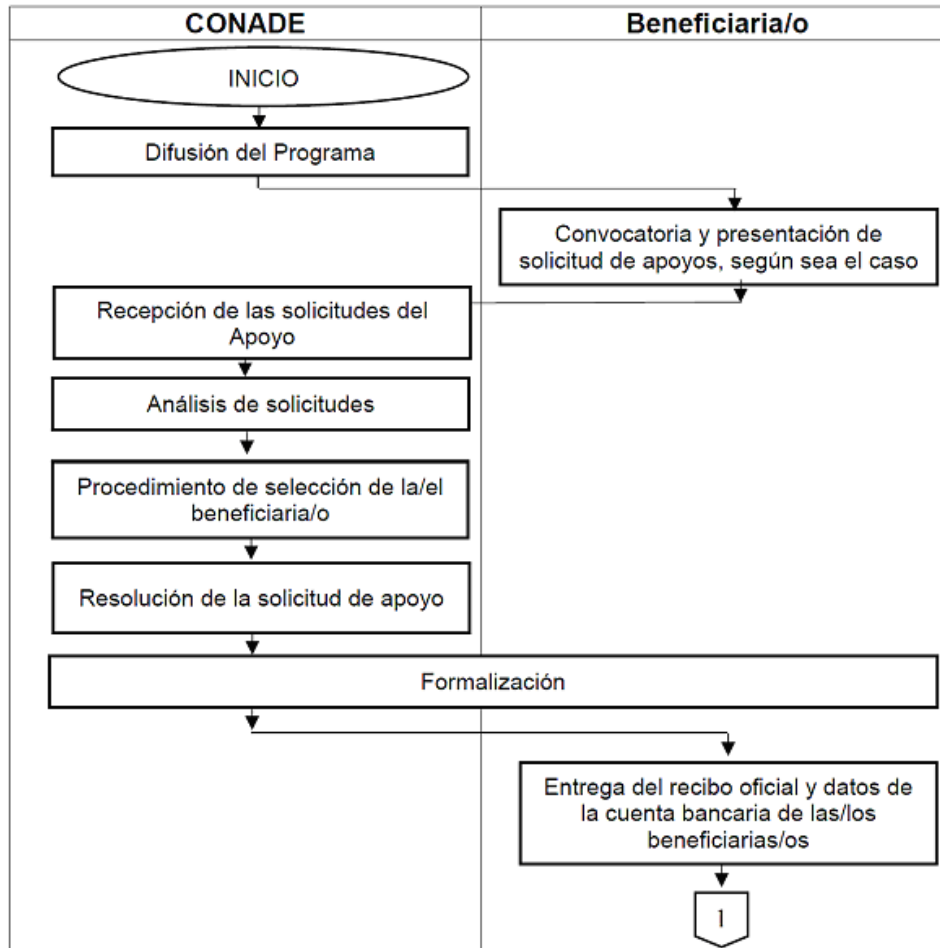 CONADE
Beneficiaria/o
INICIO
Difusión del Programa
Convocatoria y presentación de
solicitud de apoyos, según sea el caso
Recepción de las solicitudes del
Apoyo
Análisis de solicitudes
Procedimiento de selección de la/el
beneficiaria/o
Resolución de la solicitud de apoyo
Formalización
Entrega del recibo oficial y datos de
la cuenta bancaria de las/los
beneficiarias/os
1